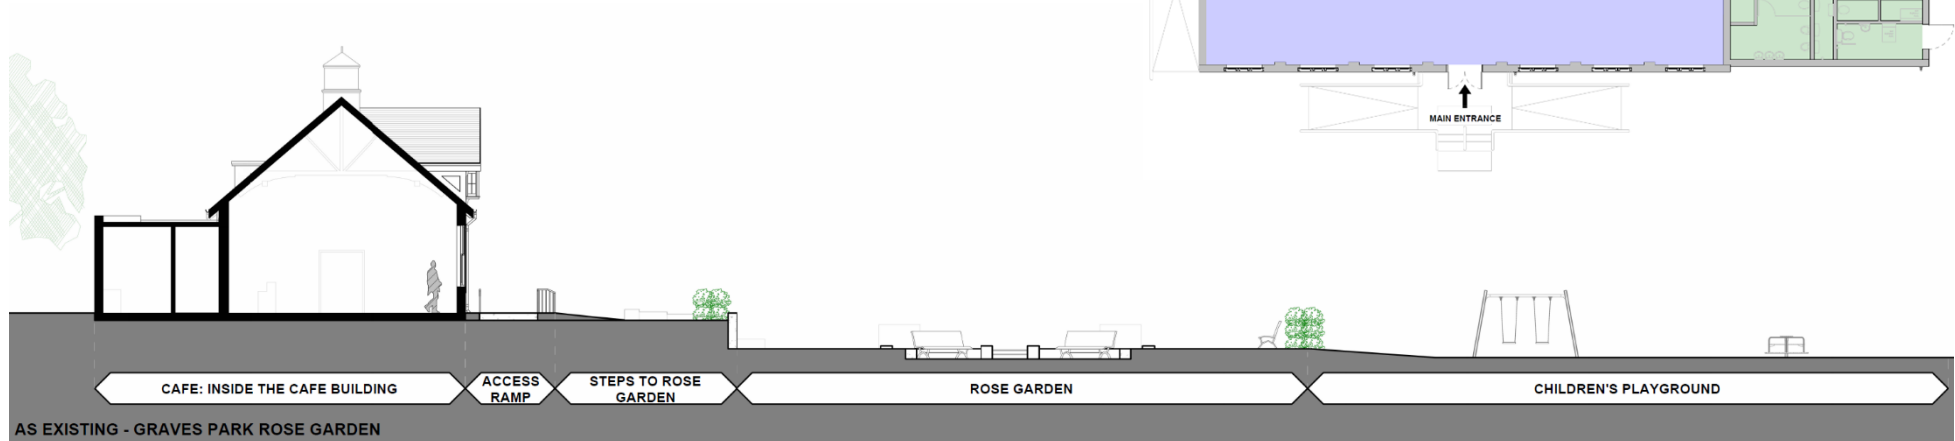 MAIN ENTRANCE
CAFE: INSIDE THE CAFE BUILDING
ACCESS
RAMP
STEPS TO ROSE
GARDEN
ROSE GARDEN
CHILDREN'S PLAYGROUND
AS EXISTING - GRAVES PARK ROSE GARDEN